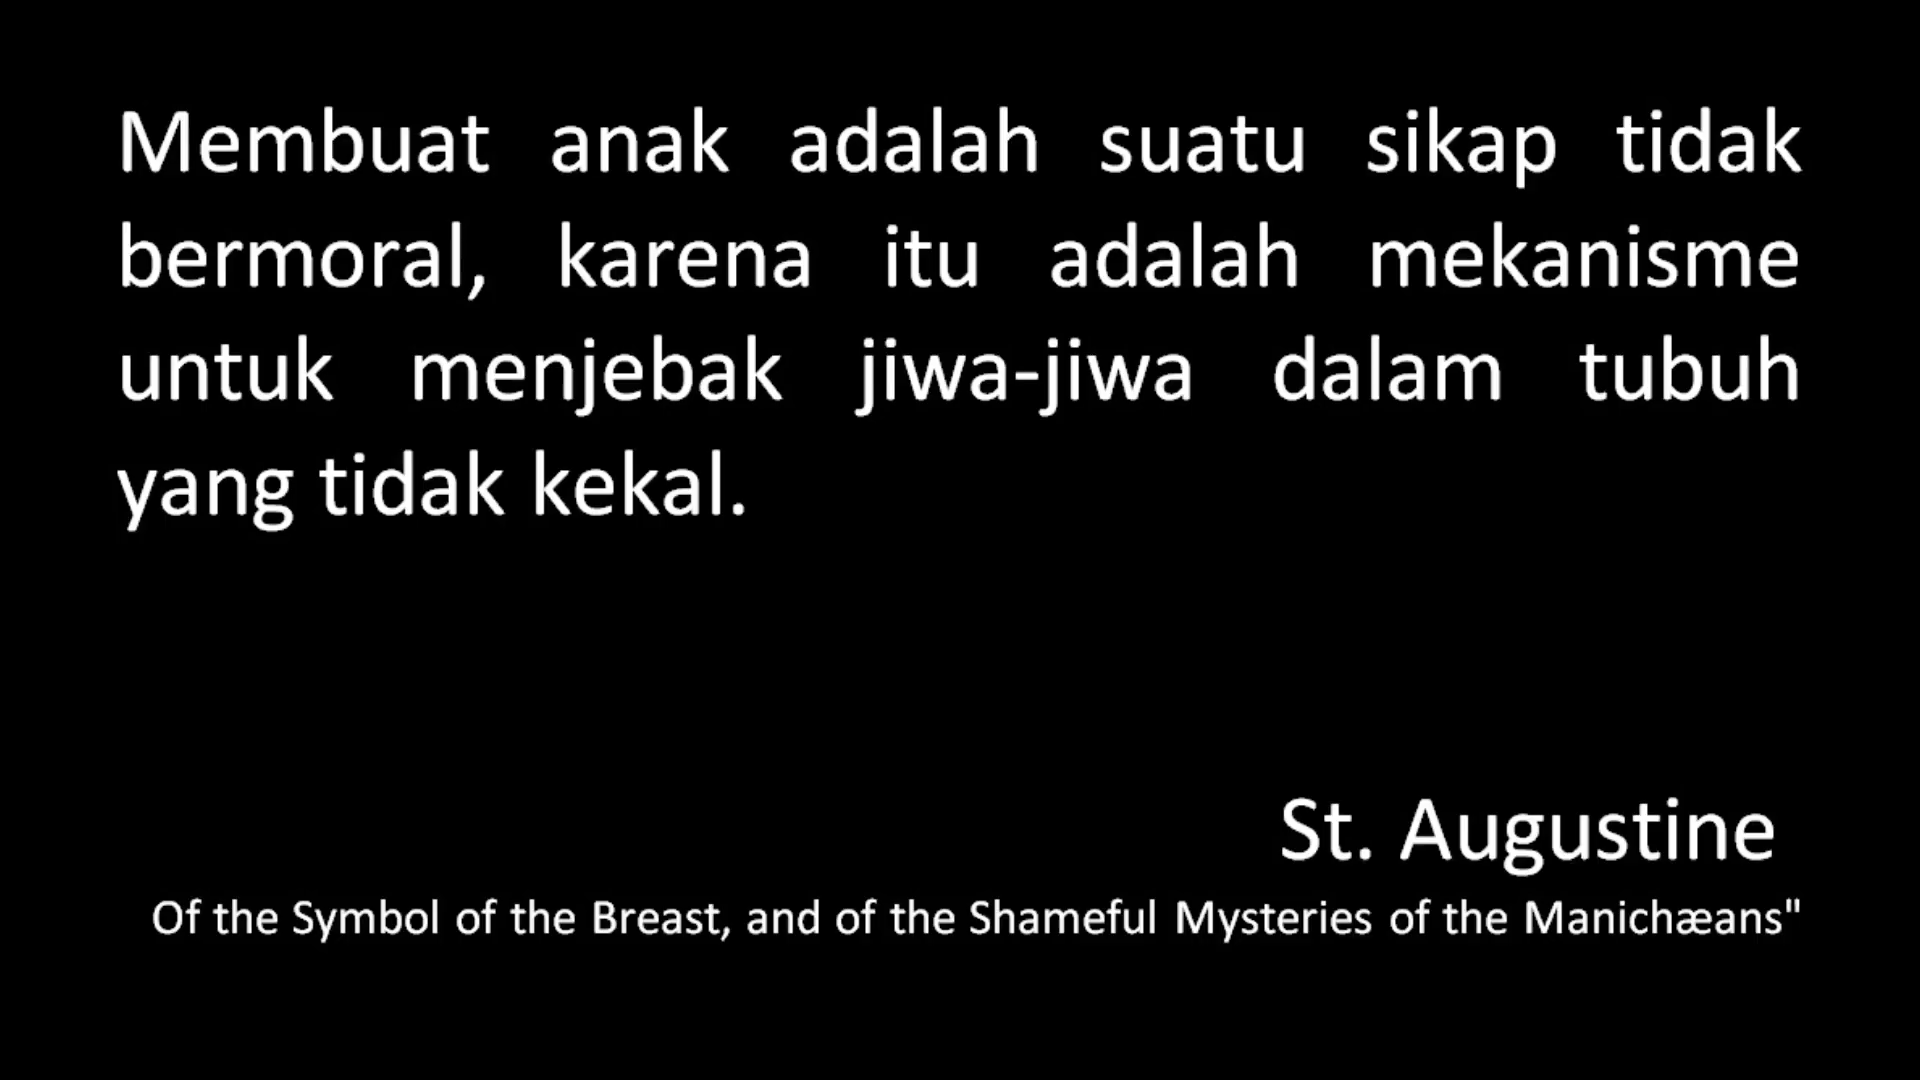 Membuat anak adalah suatu sikap tidak
bermoral, karena itu adalah mekanisme
untuk menjebak jiwa-jiwa dalam tubuh
yang tidak kekal.
St. Augustine
Of the Symbol of the Breast, and of the Shameful Mysteries of the Manichæans"